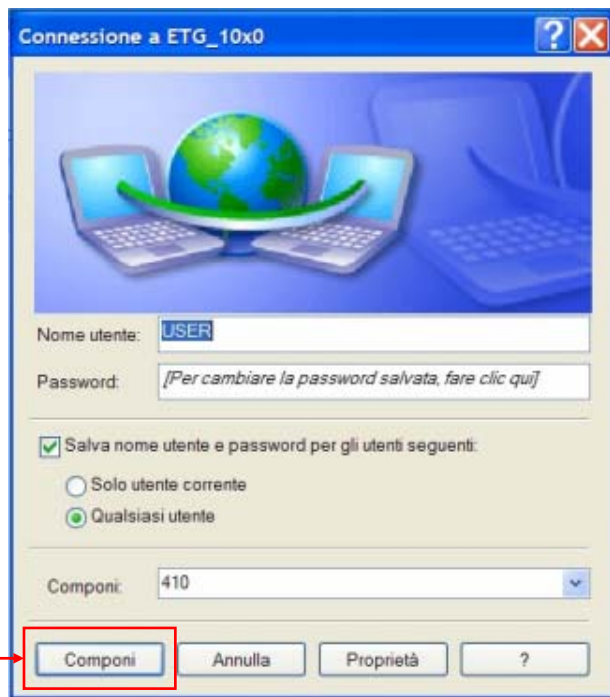 Connessione a ETG_10x0
Nome utente: USER
Password: [Per cambiare la password salvata, fare clic qui]
Salva nome utente e password per gli utenti seguenti:
Solo utente corrente
Qualsiasi utente
Componi: 410
Componi Annulla Proprietà ?